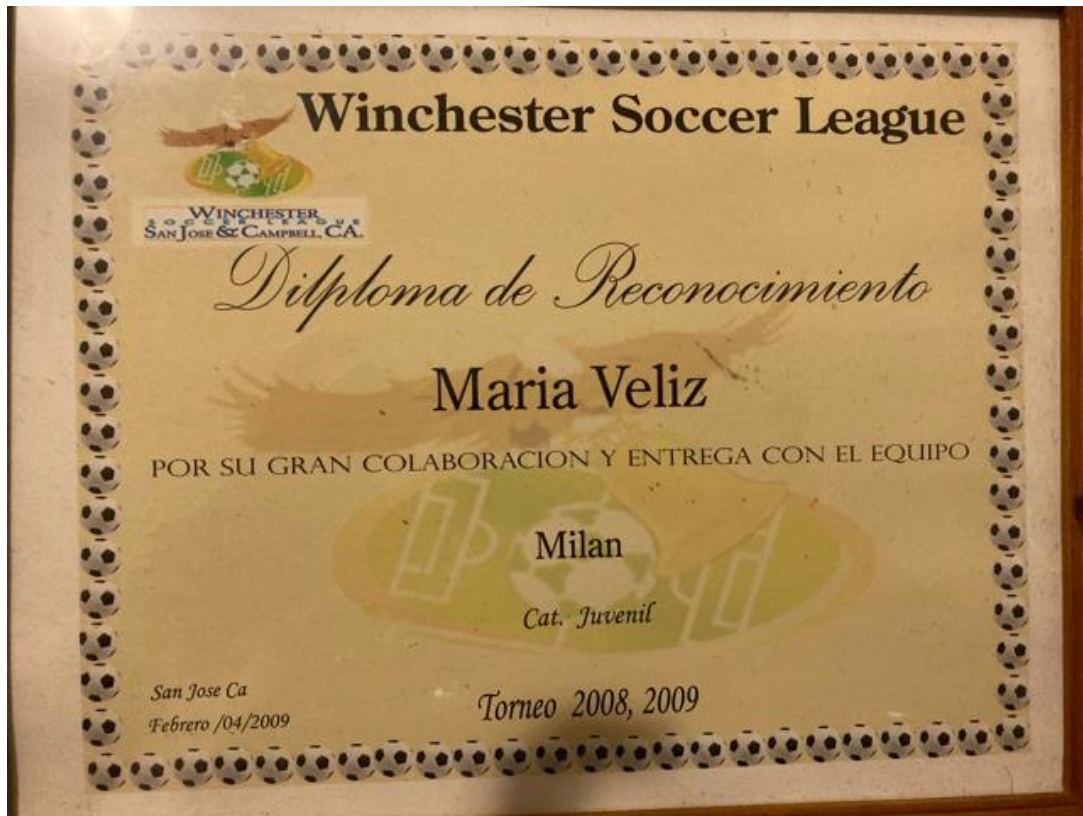 Winchester Soccer League
WINCHESTER
SOCCER LEAGUE
SAN JOSE & CAMPBELL, CA.
Dilploma de Reconocimiento
Maria Veliz
POR SU GRAN COLABORACION Y ENTREGA CON EL EQUIPO
Milan
Cat. Juvenil
San Jose Ca
Febrero /04/2009
Torneo 2008, 2009